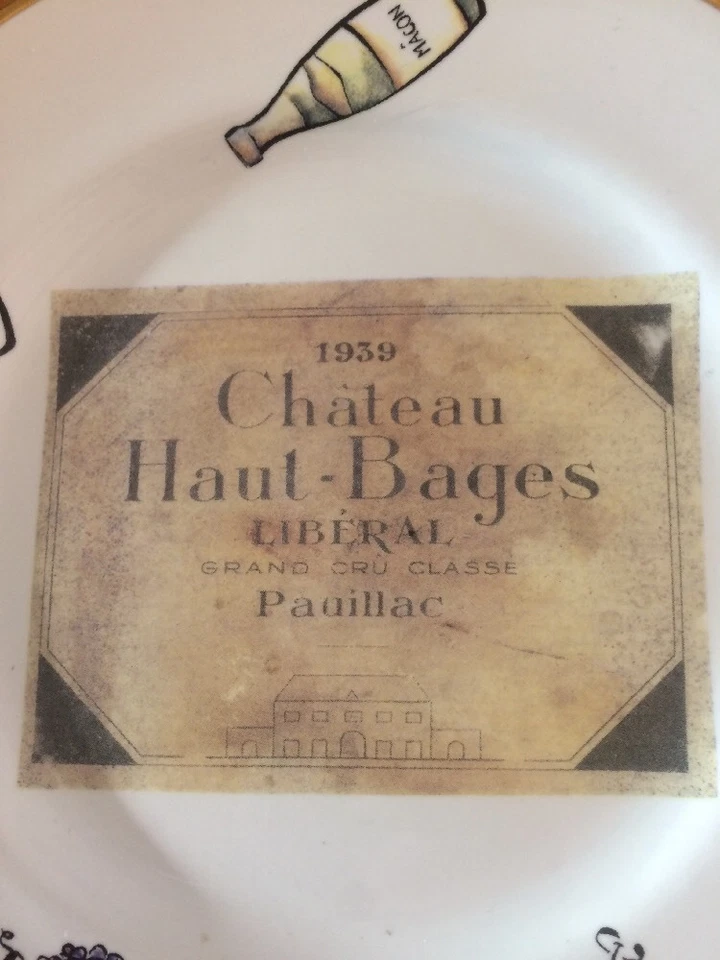 MÂCON
1939
Château
Haut-Bages
LIBÉRAL
GRAND CRU CLASSE
Pauillac